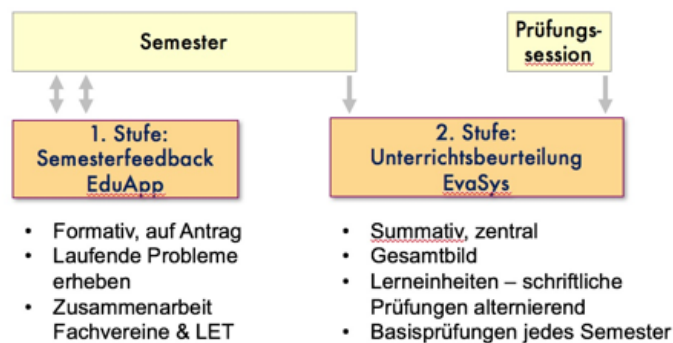 Semester
Prüfungs-
session
1. Stufe:
Semesterfeedback
EduApp
2. Stufe:
Unterrichtsbeurteilung
EvaSys
• Formativ, auf Antrag
• Laufende Probleme
erheben
• Zusammenarbeit
Fachvereine & LET
• Summativ, zentral
• Gesamtbild
• Lerneinheiten – schriftliche
Prüfungen alternierend
• Basisprüfungen jedes Semester